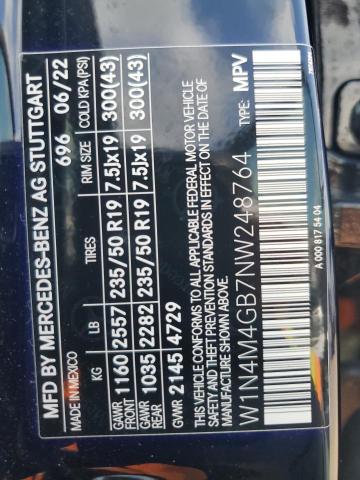 MFD BY MERCEDES-BENZ AG STUTTGART
MADE IN MEXICO 696 06/22
KG LB TIRES RIM SIZE COLD KPA(PSI)
GAWR FRONT 1160 2557 235/50 R19 7.5Jx19 300(43)
GAWR REAR 1035 2282 235/50 R19 7.5Jx19 300(43)
GVWR 2145 4729
THIS VEHICLE CONFORMS TO ALL APPLICABLE FEDERAL MOTOR VEHICLE
SAFETY AND THEFT PREVENTION STANDARDS IN EFFECT ON THE DATE OF
MANUFACTURE SHOWN ABOVE.
W1N4M4GB7NW248764 TYPE: MPV
A 000 817 54 04